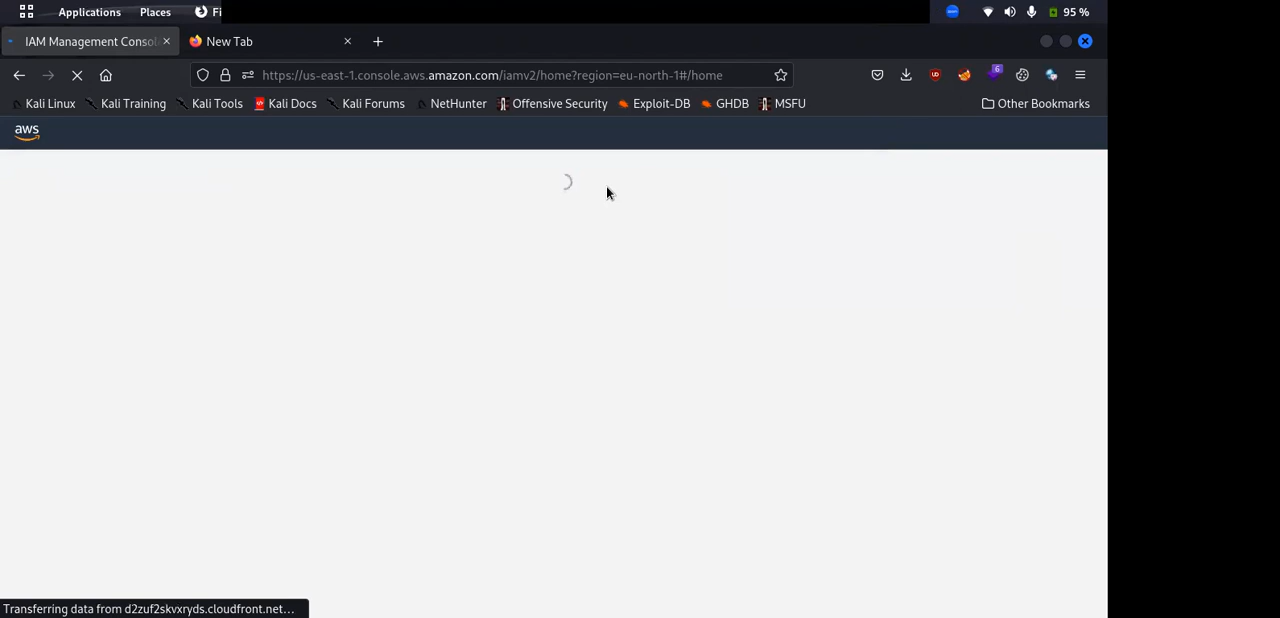 Applications Places Fi 95 %
IAM Management Consol New Tab
https://us-east-1.console.aws.amazon.com/iamv2/home?region=eu-north-1#/home 6
Kali Linux Kali Training Kali Tools Kali Docs Kali Forums NetHunter Offensive Security Exploit-DB GHDB MSFU Other Bookmarks
aws
Transferring data from d2zuf2skvxryds.cloudfront.net…